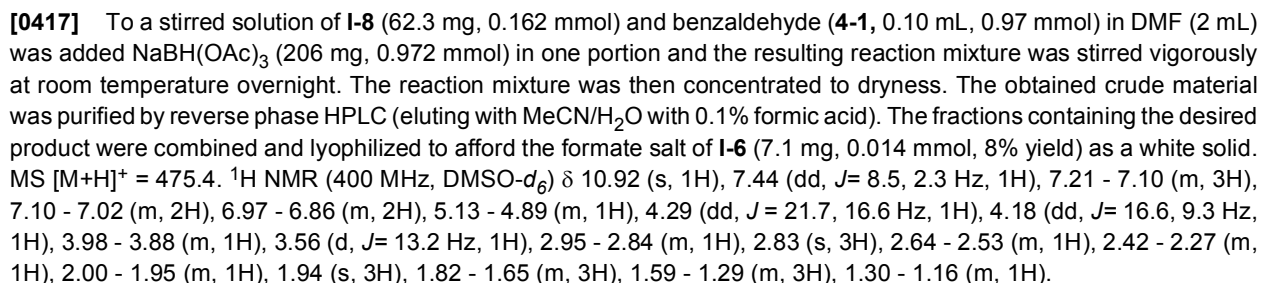 [0417] To a stirred solution of I-8 (62.3 mg, 0.162 mmol) and benzaldehyde (4-1, 0.10 mL, 0.97 mmol) in DMF (2 mL)
was added NaBH(OAc)₃ (206 mg, 0.972 mmol) in one portion and the resulting reaction mixture was stirred vigorously
at room temperature overnight. The reaction mixture was then concentrated to dryness. The obtained crude material
was purified by reverse phase HPLC (eluting with MeCN/H₂O with 0.1% formic acid). The fractions containing the desired
product were combined and lyophilized to afford the formate salt of I-6 (7.1 mg, 0.014 mmol, 8% yield) as a white solid.
MS [M+H]⁺ = 475.4. ¹H NMR (400 MHz, DMSO-d₆) δ 10.92 (s, 1H), 7.44 (dd, J= 8.5, 2.3 Hz, 1H), 7.21 - 7.10 (m, 3H),
7.10 - 7.02 (m, 2H), 6.97 - 6.86 (m, 2H), 5.13 - 4.89 (m, 1H), 4.29 (dd, J = 21.7, 16.6 Hz, 1H), 4.18 (dd, J= 16.6, 9.3 Hz,
1H), 3.98 - 3.88 (m, 1H), 3.56 (d, J= 13.2 Hz, 1H), 2.95 - 2.84 (m, 1H), 2.83 (s, 3H), 2.64 - 2.53 (m, 1H), 2.42 - 2.27 (m,
1H), 2.00 - 1.95 (m, 1H), 1.94 (s, 3H), 1.82 - 1.65 (m, 3H), 1.59 - 1.29 (m, 3H), 1.30 - 1.16 (m, 1H).